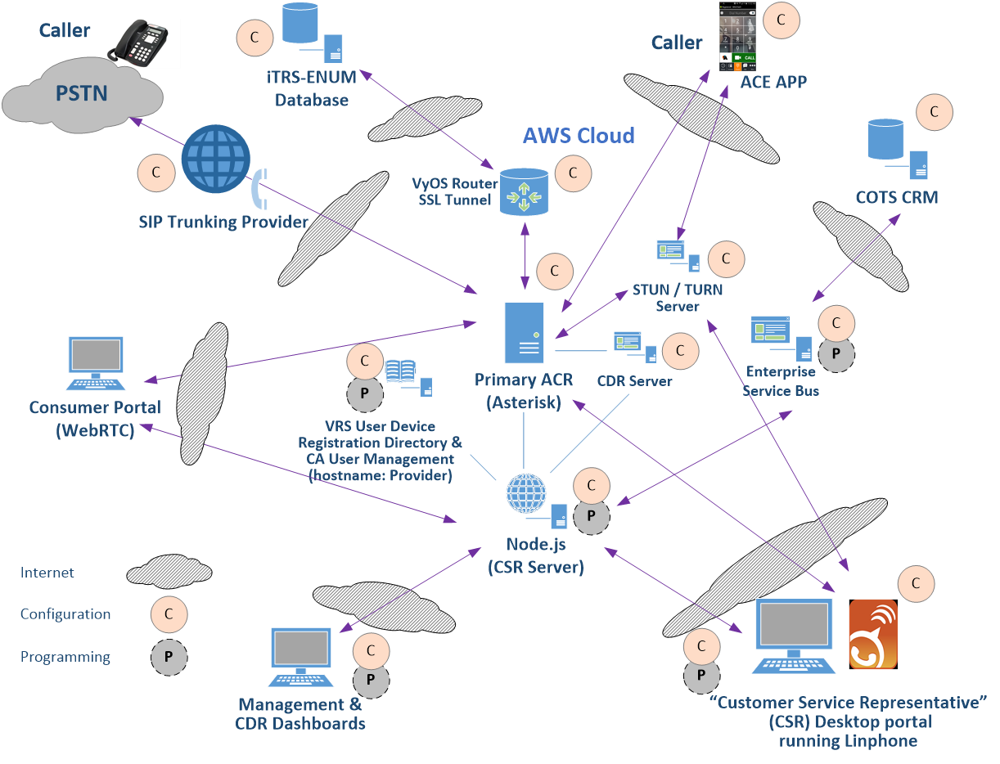 Caller
PSTN
C
iTRS-ENUM
Database
Caller
CALL
C
ACE APP
C
COTS CRM
C
SIP Trunking Provider
AWS Cloud
VyOS Router
SSL Tunnel
C
C
C
STUN / TURN
Server
Primary ACR
(Asterisk)
C
CDR Server
C
P
Enterprise
Service Bus
Consumer Portal
(WebRTC)
C
P
VRS User Device
Registration Directory &
CA User Management
(hostname: Provider)
C
P
Node.js
(CSR Server)
Internet
Configuration
C
Programming
P
C
P
Management &
CDR Dashboards
C
C
P
“Customer Service Representative”
(CSR) Desktop portal
running Linphone